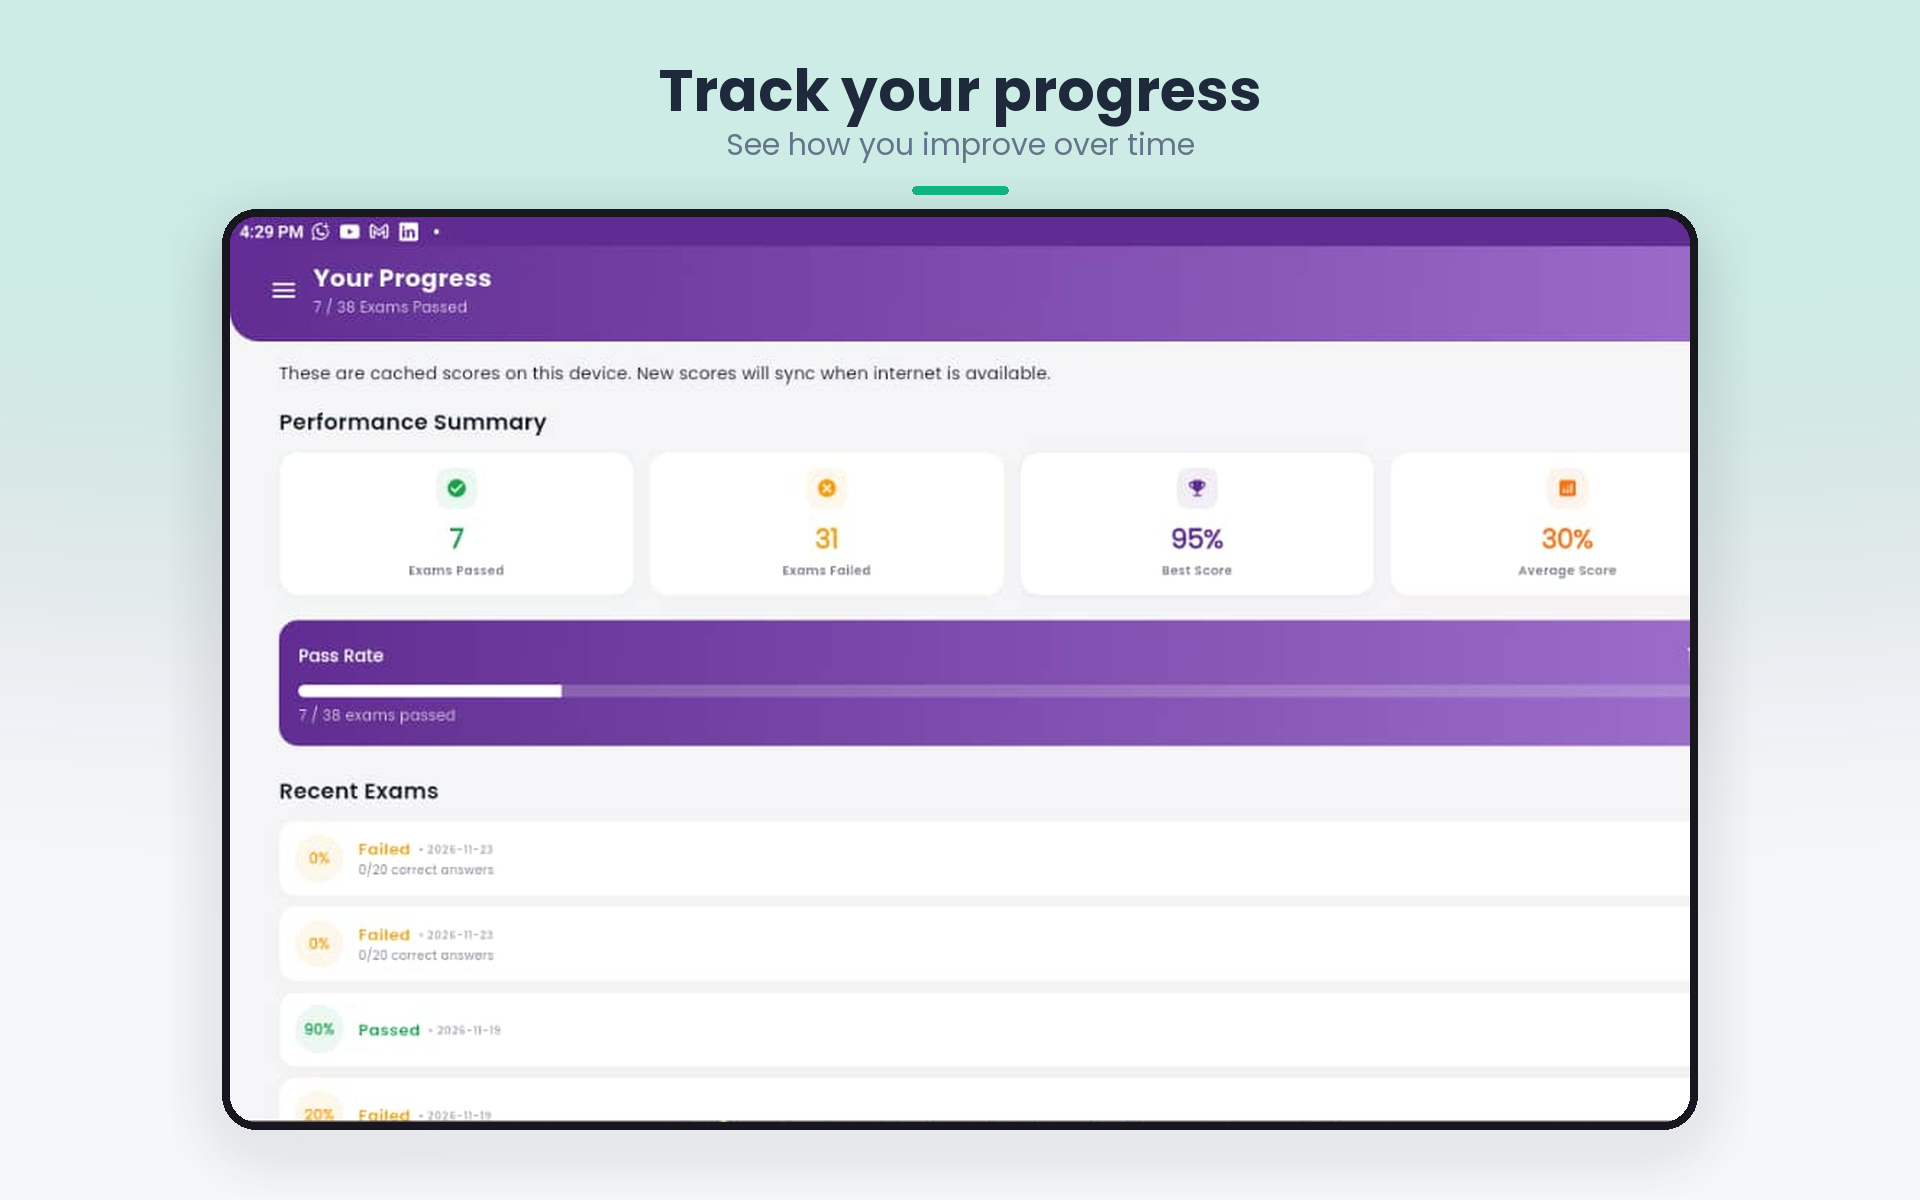 Track your progress
See how you improve over time
4:29 PM
Your Progress
7 / 38 Exams Passed
These are cached scores on this device. New scores will sync when internet is available.
Performance Summary
7
Exams Passed
31
Exams Failed
95%
Best Score
30%
Average Score
Pass Rate
7 / 38 exams passed
Recent Exams
0%
Failed • 2026-11-23
0/20 correct answers
0%
Failed • 2026-11-23
0/20 correct answers
90%
Passed • 2026-11-19
20%
Failed • 2026-11-19